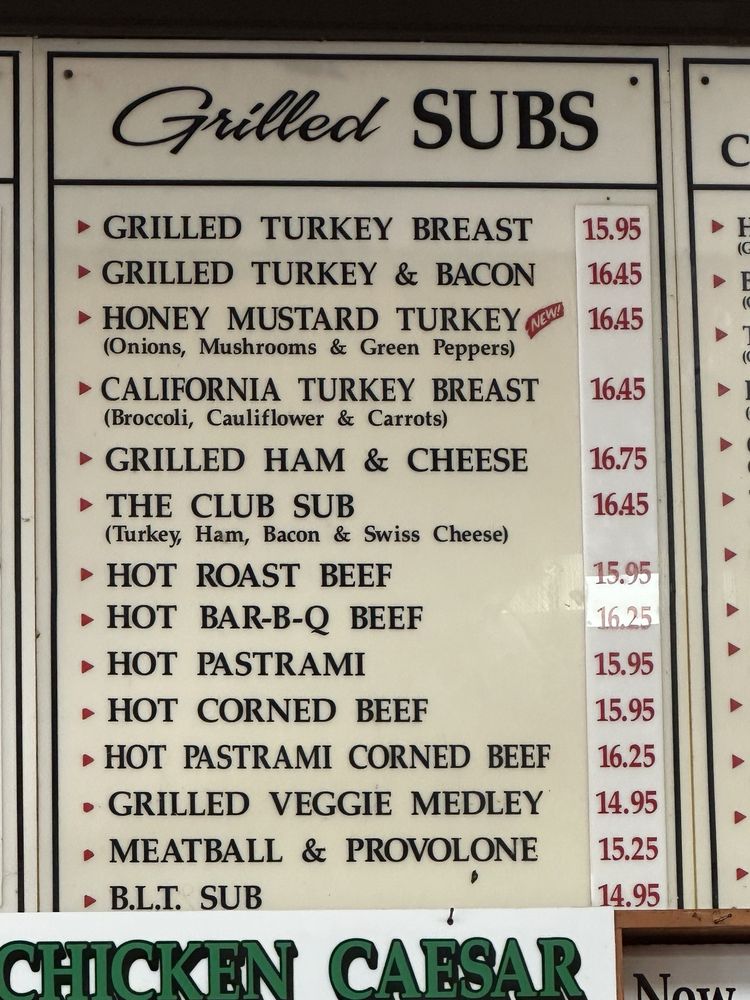 Grilled SUBS
GRILLED TURKEY BREAST 15.95
GRILLED TURKEY & BACON 16.45
HONEY MUSTARD TURKEY NEW! 16.45
(Onions, Mushrooms & Green Peppers)
CALIFORNIA TURKEY BREAST 16.45
(Broccoli, Cauliflower & Carrots)
GRILLED HAM & CHEESE 16.75
THE CLUB SUB 16.45
(Turkey, Ham, Bacon & Swiss Cheese)
HOT ROAST BEEF 15.95
HOT BAR-B-Q BEEF 16.25
HOT PASTRAMI 15.95
HOT CORNED BEEF 15.95
HOT PASTRAMI CORNED BEEF 16.25
GRILLED VEGGIE MEDLEY 14.95
MEATBALL & PROVOLONE 15.25
B.L.T. SUB 14.95
CHICKEN CAESAR
Now